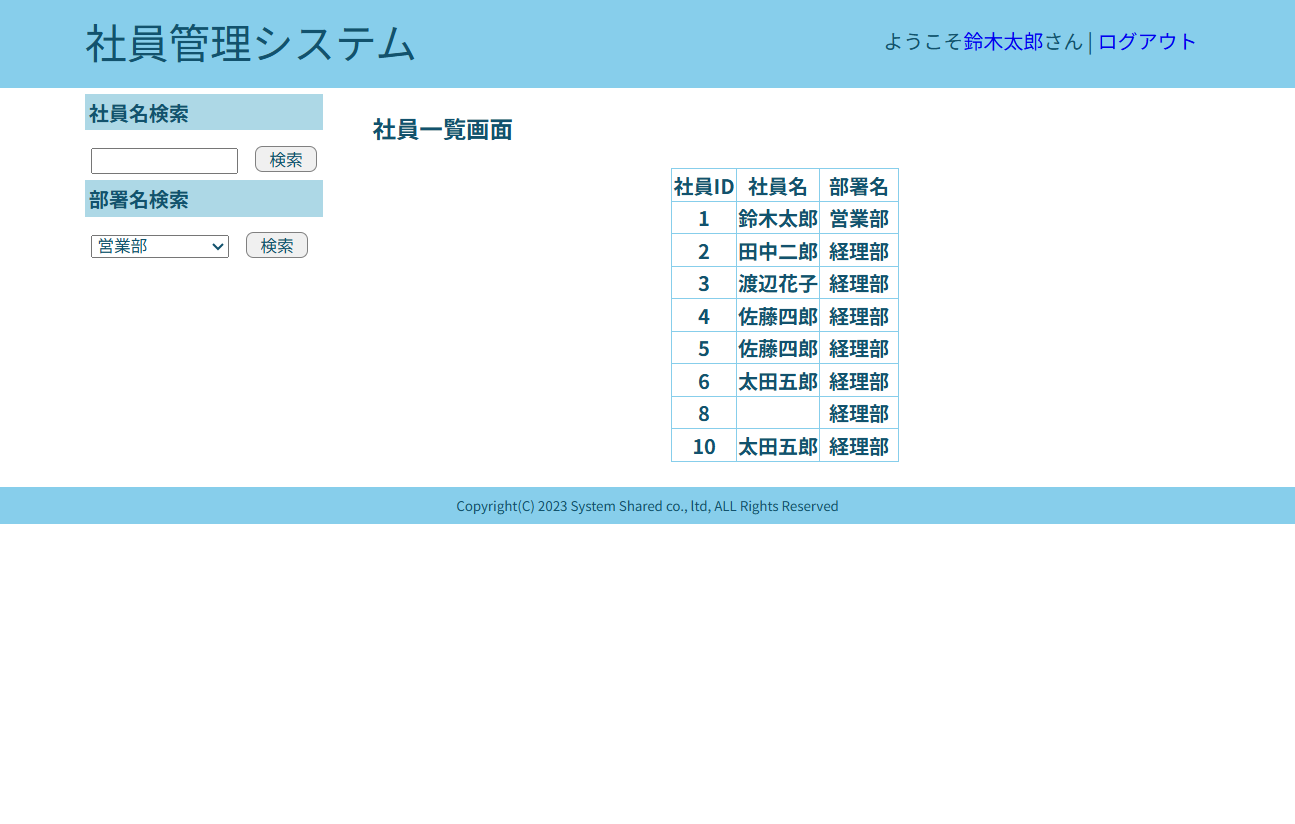 社員管理システム
ようこそ鈴木太郎さん | ログアウト
社員名検索
検索
部署名検索
営業部 検索
社員一覧画面
社員ID 社員名 部署名
1 鈴木太郎 営業部
2 田中二郎 経理部
3 渡辺花子 経理部
4 佐藤四郎 経理部
5 佐藤四郎 経理部
6 太田五郎 経理部
8 経理部
10 太田五郎 経理部
Copyright(C) 2023 System Shared co., ltd, ALL Rights Reserved